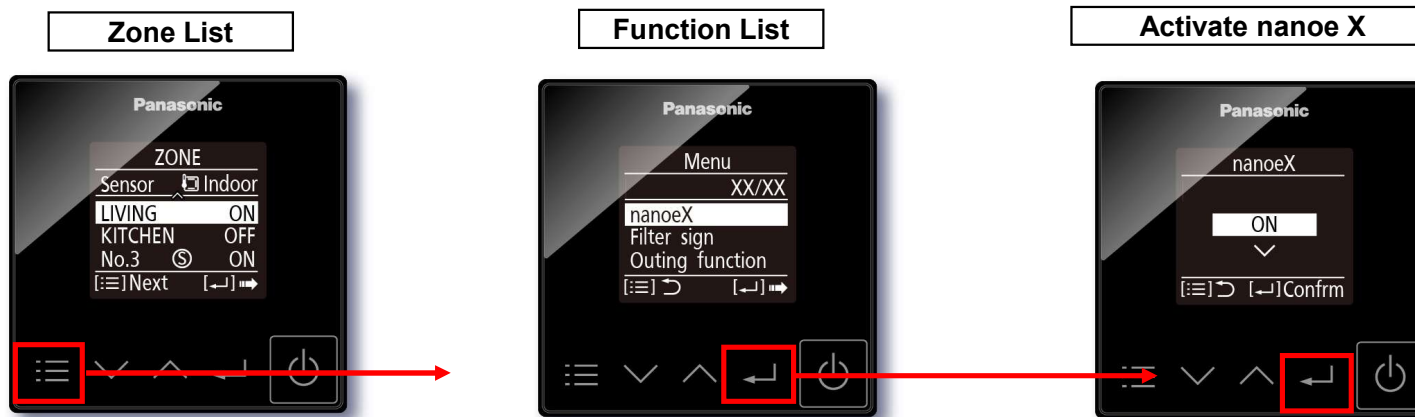 Zone List
Panasonic
ZONE
Sensor Indoor
LIVING ON
KITCHEN OFF
No.3 Ⓢ ON
[≔]Next [↵]➡
Function List
Panasonic
Menu
XX/XX
nanoeX
Filter sign
Outing function
[≔]⮌ [↵]➡
Activate nanoe X
Panasonic
nanoeX
ON
[≔]⮌ [↵]Confrm